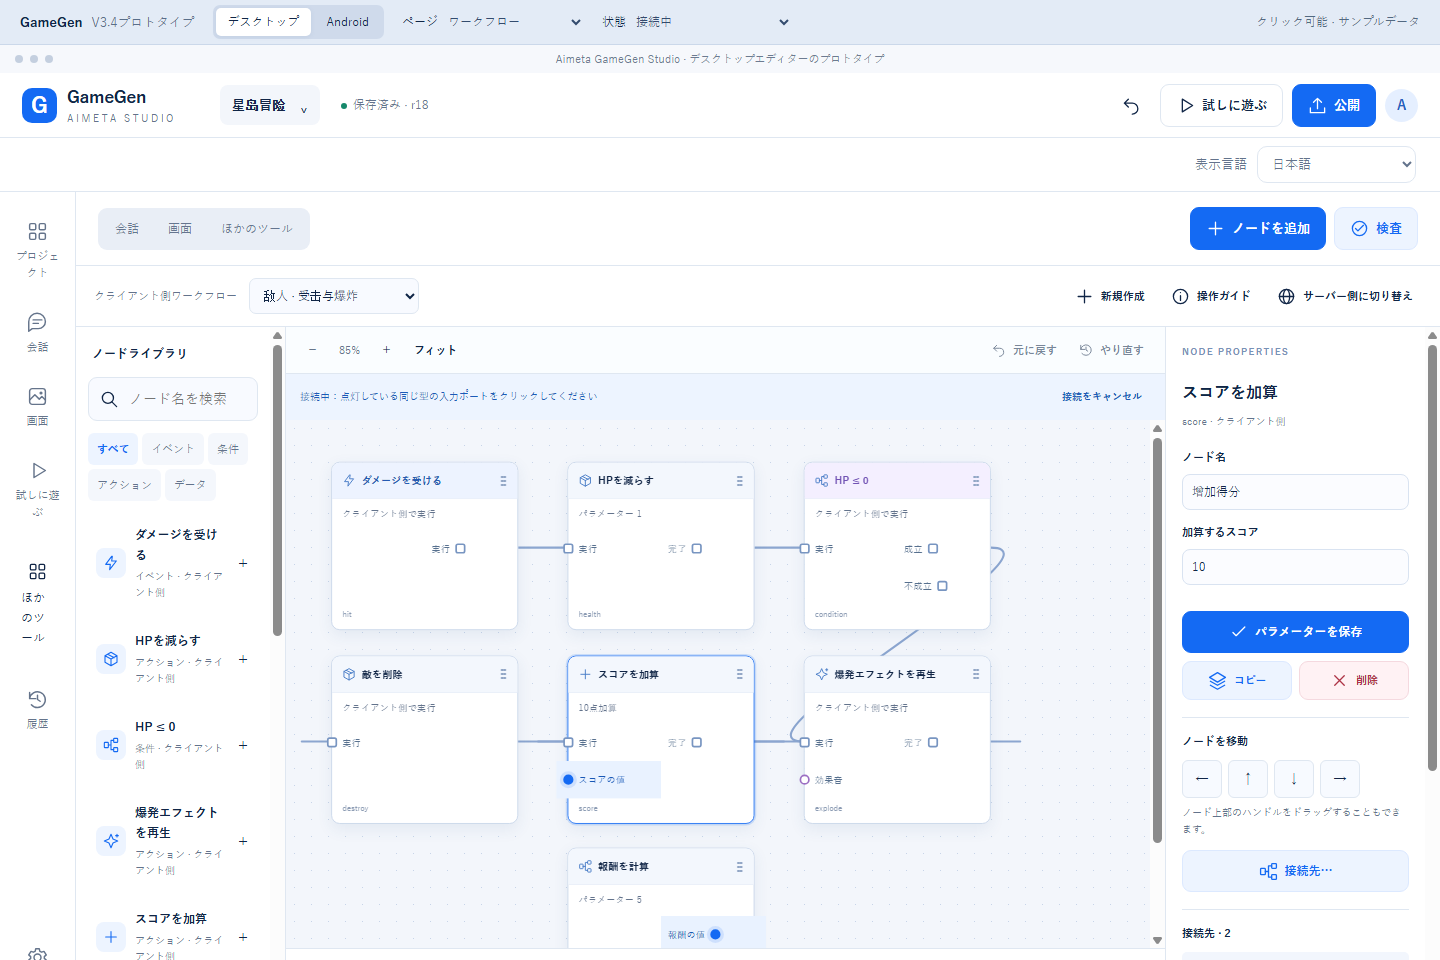 GameGen V3.4プロトタイプ デスクトップ Android ページ ワークフロー 状態 接続中 クリック可能 · サンプルデータ
Aimeta GameGen Studio · デスクトップエディターのプロトタイプ
G GameGen
AIMETA STUDIO
星岛冒险
保存済み · r18
試しに遊ぶ
公開
A
表示言語 日本語
プロジェ
クト
会話
画面
試しに遊
ぶ
ほか
のツ
ール
履歴
会話 画面 ほかのツール
ノードを追加
検査
クライアント側ワークフロー 敌人 · 受击与爆炸
新規作成 操作ガイド サーバー側に切り替え
ノードライブラリ
ノード名を検索
すべて イベント 条件
アクション データ
ダメージを受け
る
イベント · クライア
ント側
+
HPを減らす
アクション · クライ
アント側
+
HP ≤ 0
条件 · クライアント
側
+
爆発エフェクト
を再生
アクション · クライ
アント側
+
スコアを加算
アクション · クライ
アント側
+
− 85% + フィット 元に戻す やり直す
接続中：点灯している同じ型の入力ポートをクリックしてください 接続をキャンセル
ダメージを受ける
クライアント側で実行
実行
hit
HPを減らす
パラメーター 1
実行 完了
health
HP ≤ 0
クライアント側で実行
実行 成立
不成立
condition
敵を削除
クライアント側で実行
実行
destroy
スコアを加算
10点加算
実行 完了
スコアの値
score
爆発エフェクトを再生
クライアント側で実行
実行 完了
効果音
explode
報酬を計算
パラメーター 5
報酬の値
NODE PROPERTIES
スコアを加算
score · クライアント側
ノード名
增加得分
加算するスコア
10
パラメーターを保存
コピー 削除
ノードを移動
← ↑ ↓ →
ノード上部のハンドルをドラッグすることもでき
ます。
接続先…
接続先 · 2